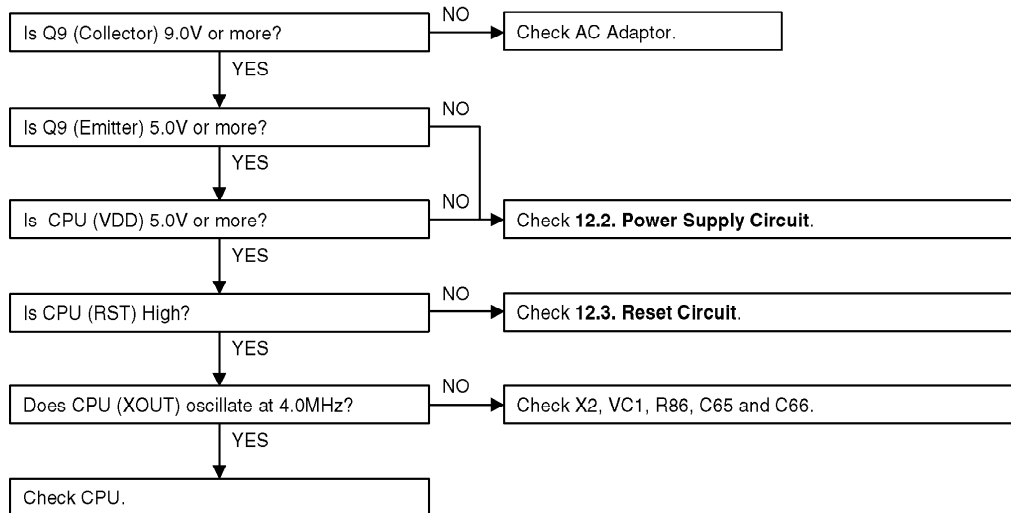 Is Q9 (Collector) 9.0V or more?
NO
Check AC Adaptor.
YES
Is Q9 (Emitter) 5.0V or more?
NO
YES
Is CPU (VDD) 5.0V or more?
NO
Check 12.2. Power Supply Circuit.
YES
Is CPU (RST) High?
NO
Check 12.3. Reset Circuit.
YES
Does CPU (XOUT) oscillate at 4.0MHz?
NO
Check X2, VC1, R86, C65 and C66.
YES
Check CPU.